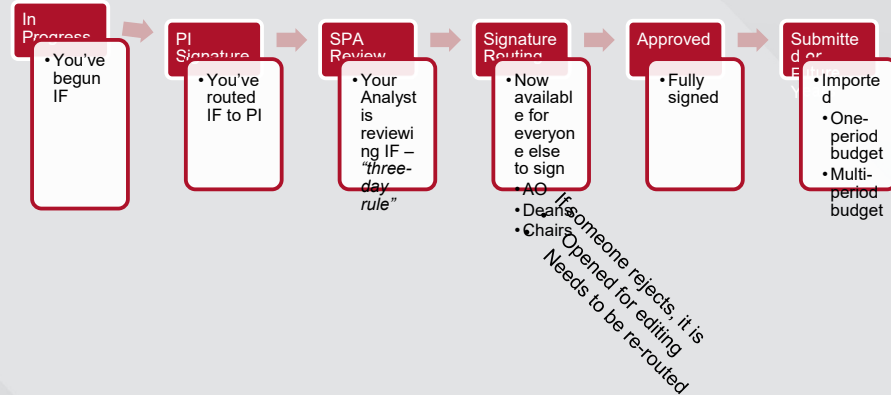 In
Progress
• You've
begun
IF
PI
Signature
• You've
routed
IF to PI
SPA
Review
• Your
Analyst
is
reviewi
ng IF –
"three-
day
rule"
Signature
Routing
• Now
availabl
e for
everyon
e else
to sign
• AO
• Deans
• Chairs
If someone rejects, it is
• Opened for editing
• Needs to be re-routed
Approved
• Fully
signed
Submitte
d or
Future
Y
• Importe
d
• One-
period
budget
• Multi-
period
budget